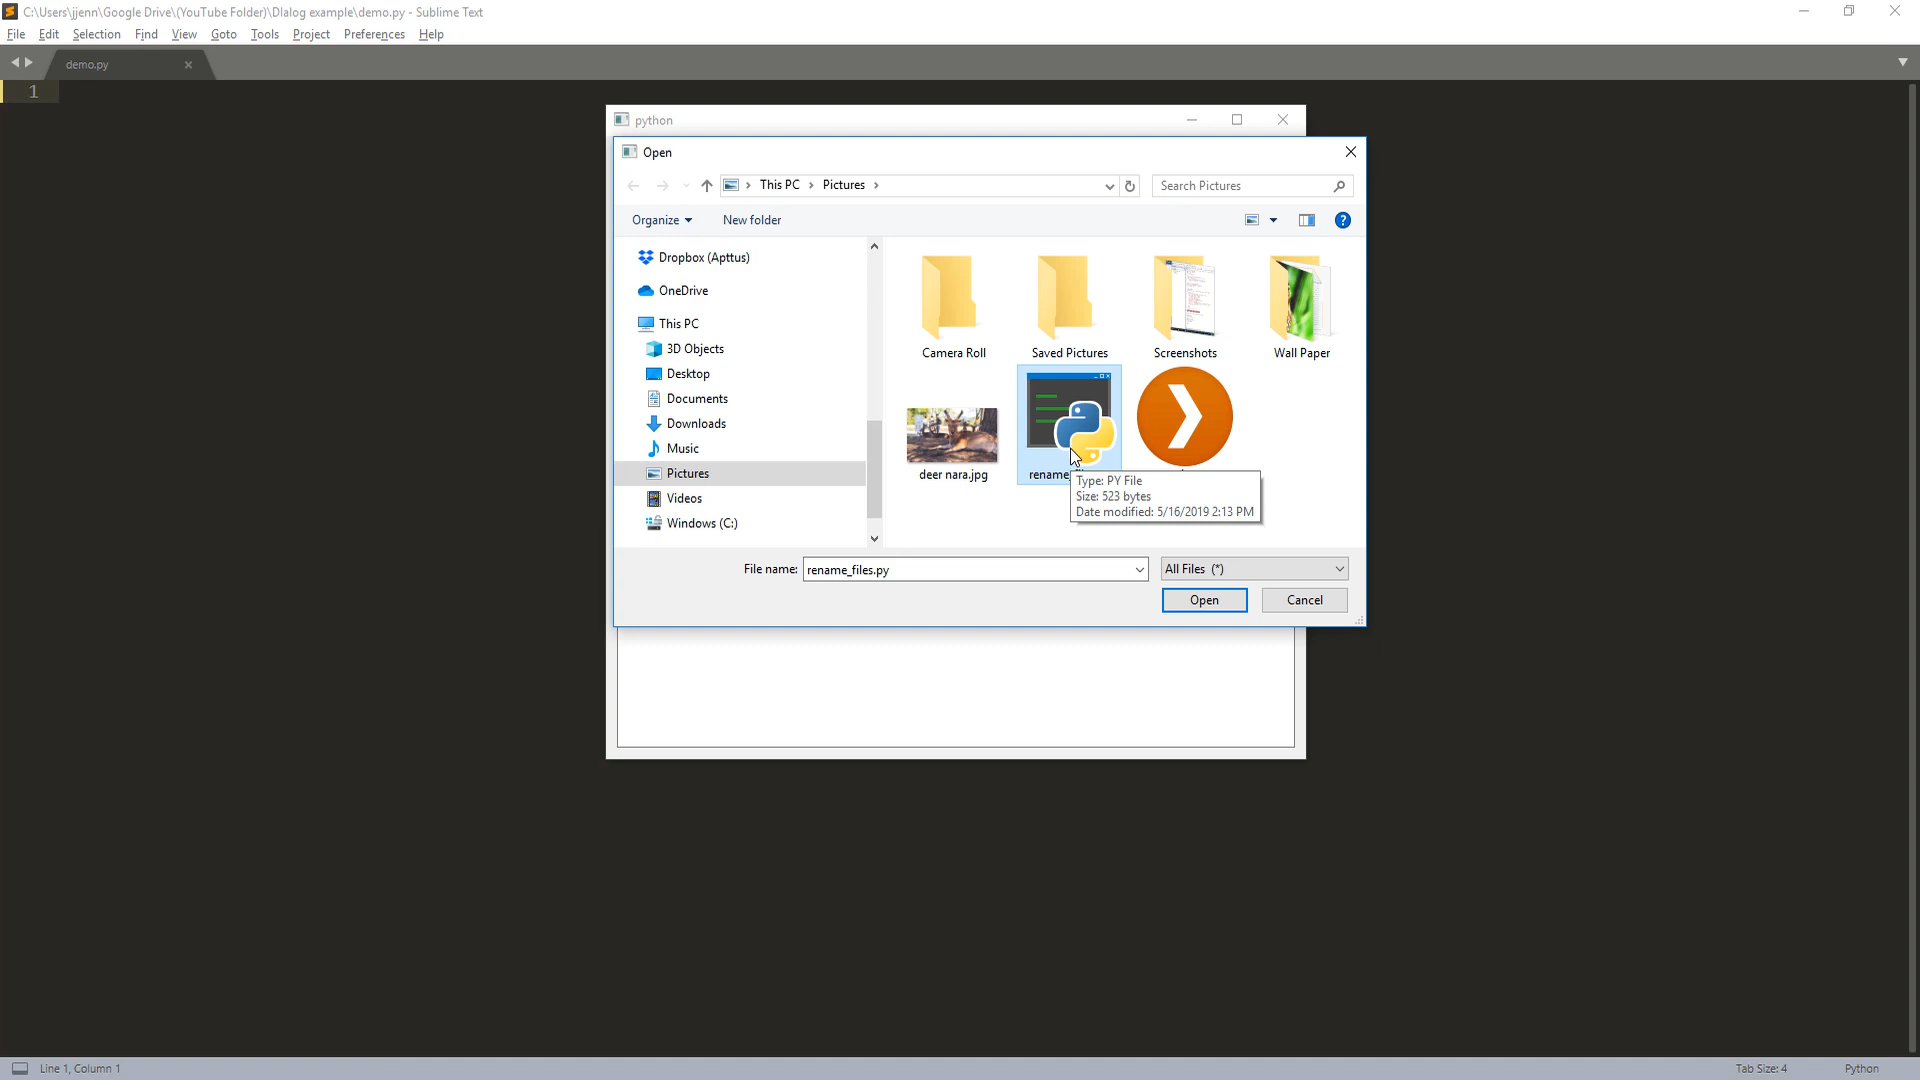 C:\Users\jjenn\Google Drive\(YouTube Folder)\Dialog example\demo.py - Sublime Text
File Edit Selection Find View Goto Tools Project Preferences Help
demo.py
1
python
Open
This PC Pictures
Search Pictures
Organize New folder
Dropbox (Apttus)
OneDrive
This PC
3D Objects
Desktop
Documents
Downloads
Music
Pictures
Videos
Windows (C:)
Camera Roll
Saved Pictures
Screenshots
Wall Paper
deer nara.jpg
Type: PY File
Size: 523 bytes
Date modified: 5/16/2019 2:13 PM
File name: rename_files.py
All Files (*)
Open Cancel
Line 1, Column 1
Tab Size: 4 Python